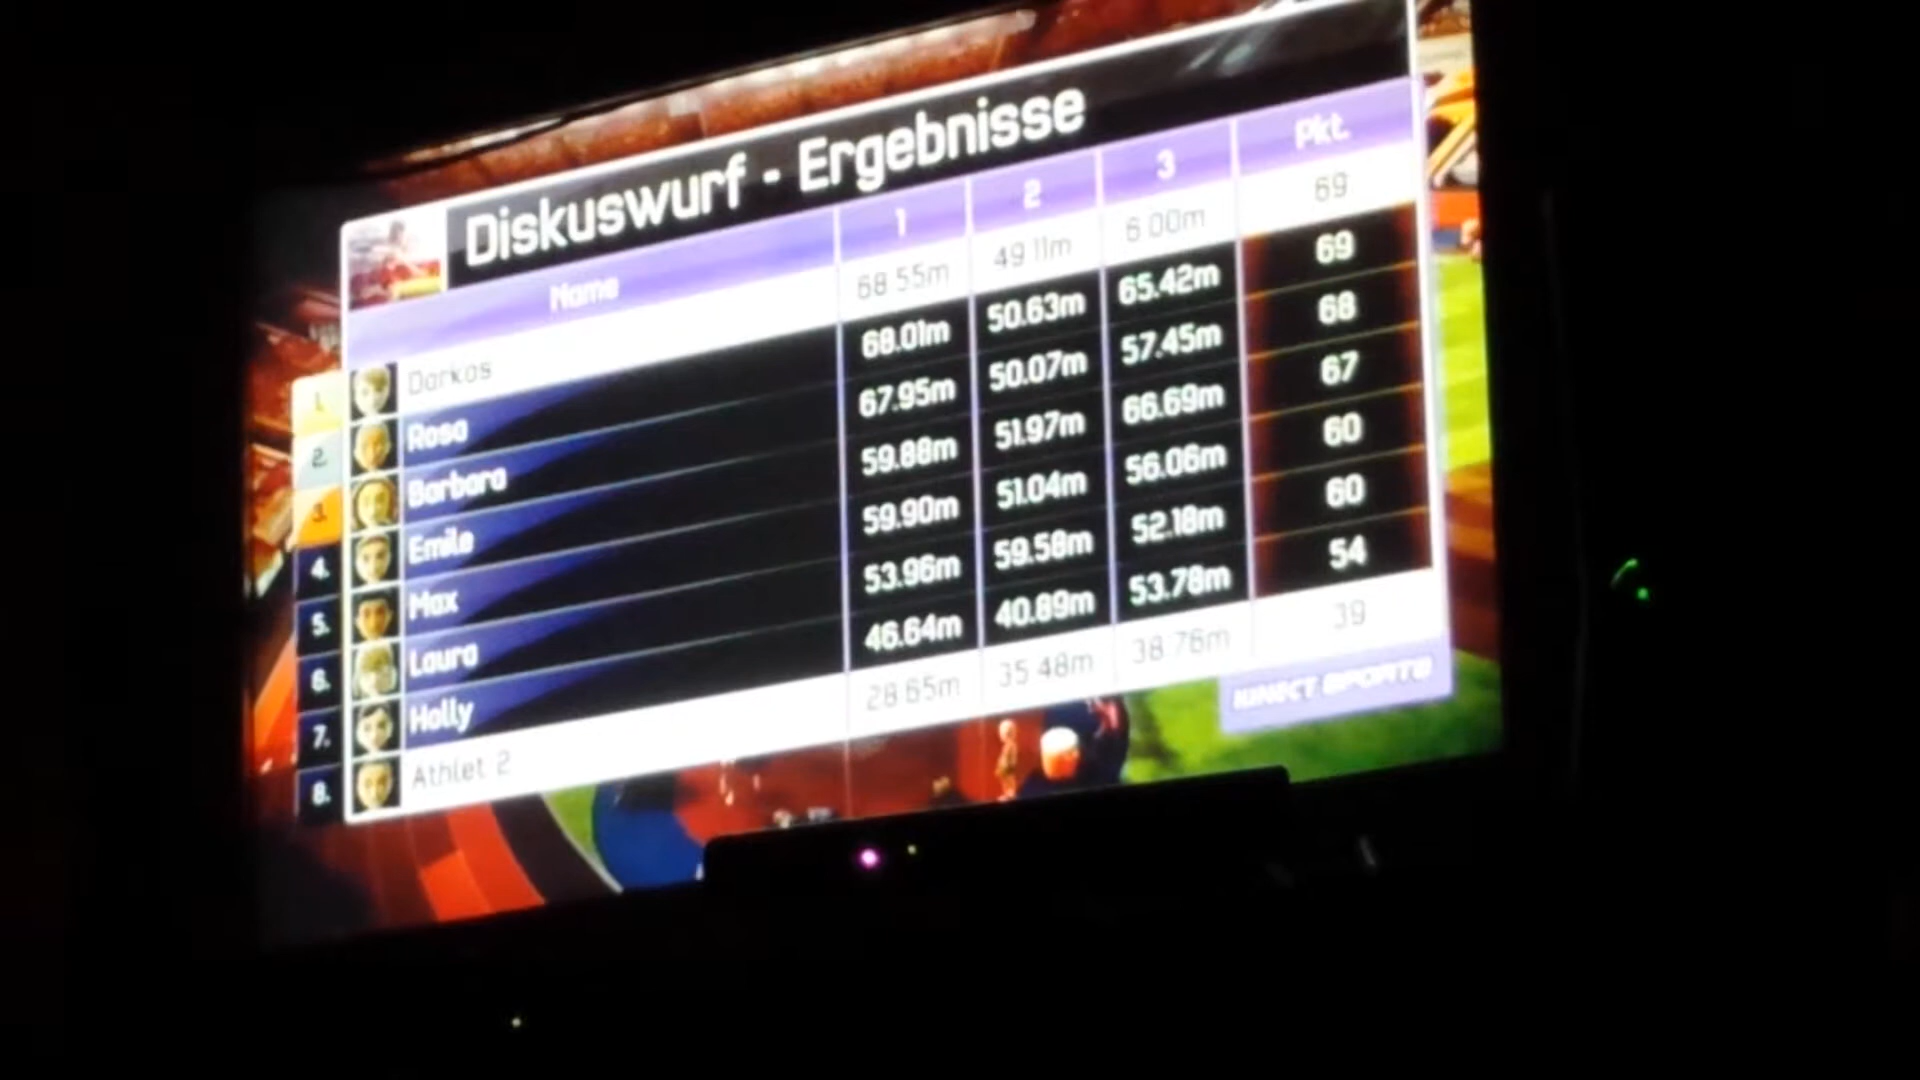 Diskuswurf - Ergebnisse
Name 1 2 3 Pkt.
1. Darkos 68.55m 49.11m 6.00m 69
2. Rosa 68.01m 50.63m 65.42m 69
3. Barbara 67.95m 50.07m 57.45m 68
4. Emile 59.88m 51.97m 66.69m 67
5. Max 59.90m 51.04m 56.06m 60
6. Laura 53.96m 59.58m 52.18m 60
7. Holly 46.64m 40.89m 53.78m 54
8. Athlet 2 28.65m 35.48m 38.76m 39
KINECT SPORTS